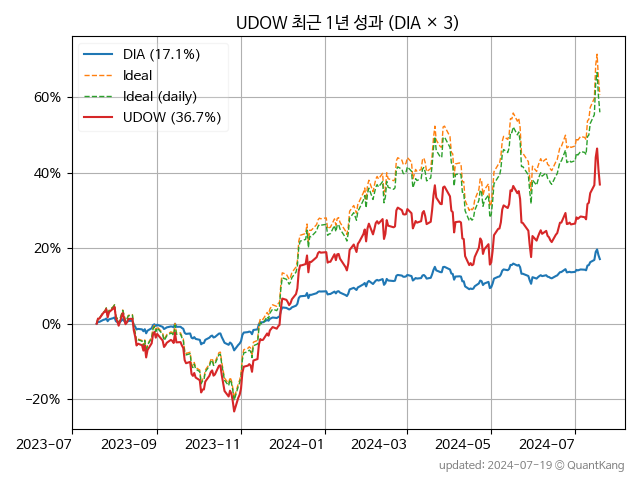 UDOW 최근 1년 성과 (DIA × 3)
DIA (17.1%)
Ideal
Ideal (daily)
UDOW (36.7%)
60%
40%
20%
0%
−20%
2023-07 2023-09 2023-11 2024-01 2024-03 2024-05 2024-07
updated: 2024-07-19 © QuantKang